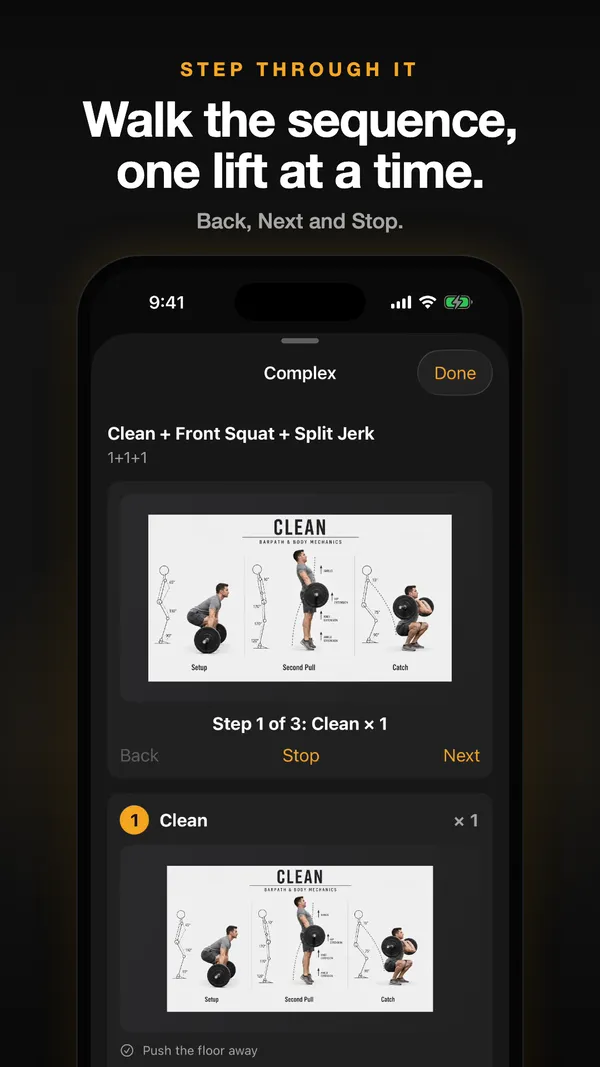 STEP THROUGH IT
Walk the sequence,
one lift at a time.
Back, Next and Stop.
9:41
Complex
Done
Clean + Front Squat + Split Jerk
1+1+1
CLEAN
BARPATH & BODY MECHANICS
Setup
Second Pull
Catch
Step 1 of 3: Clean × 1
Back
Stop
Next
1
Clean
× 1
CLEAN
BARPATH & BODY MECHANICS
Setup
Second Pull
Catch
Push the floor away